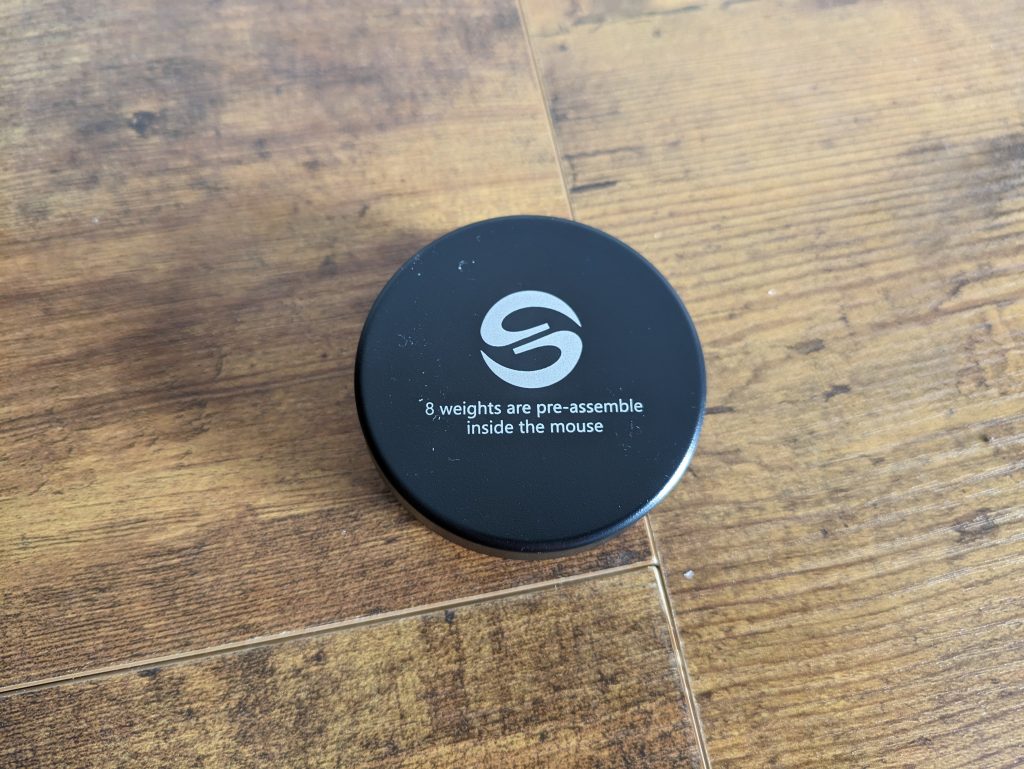 8 weights are pre-assemble
inside the mouse